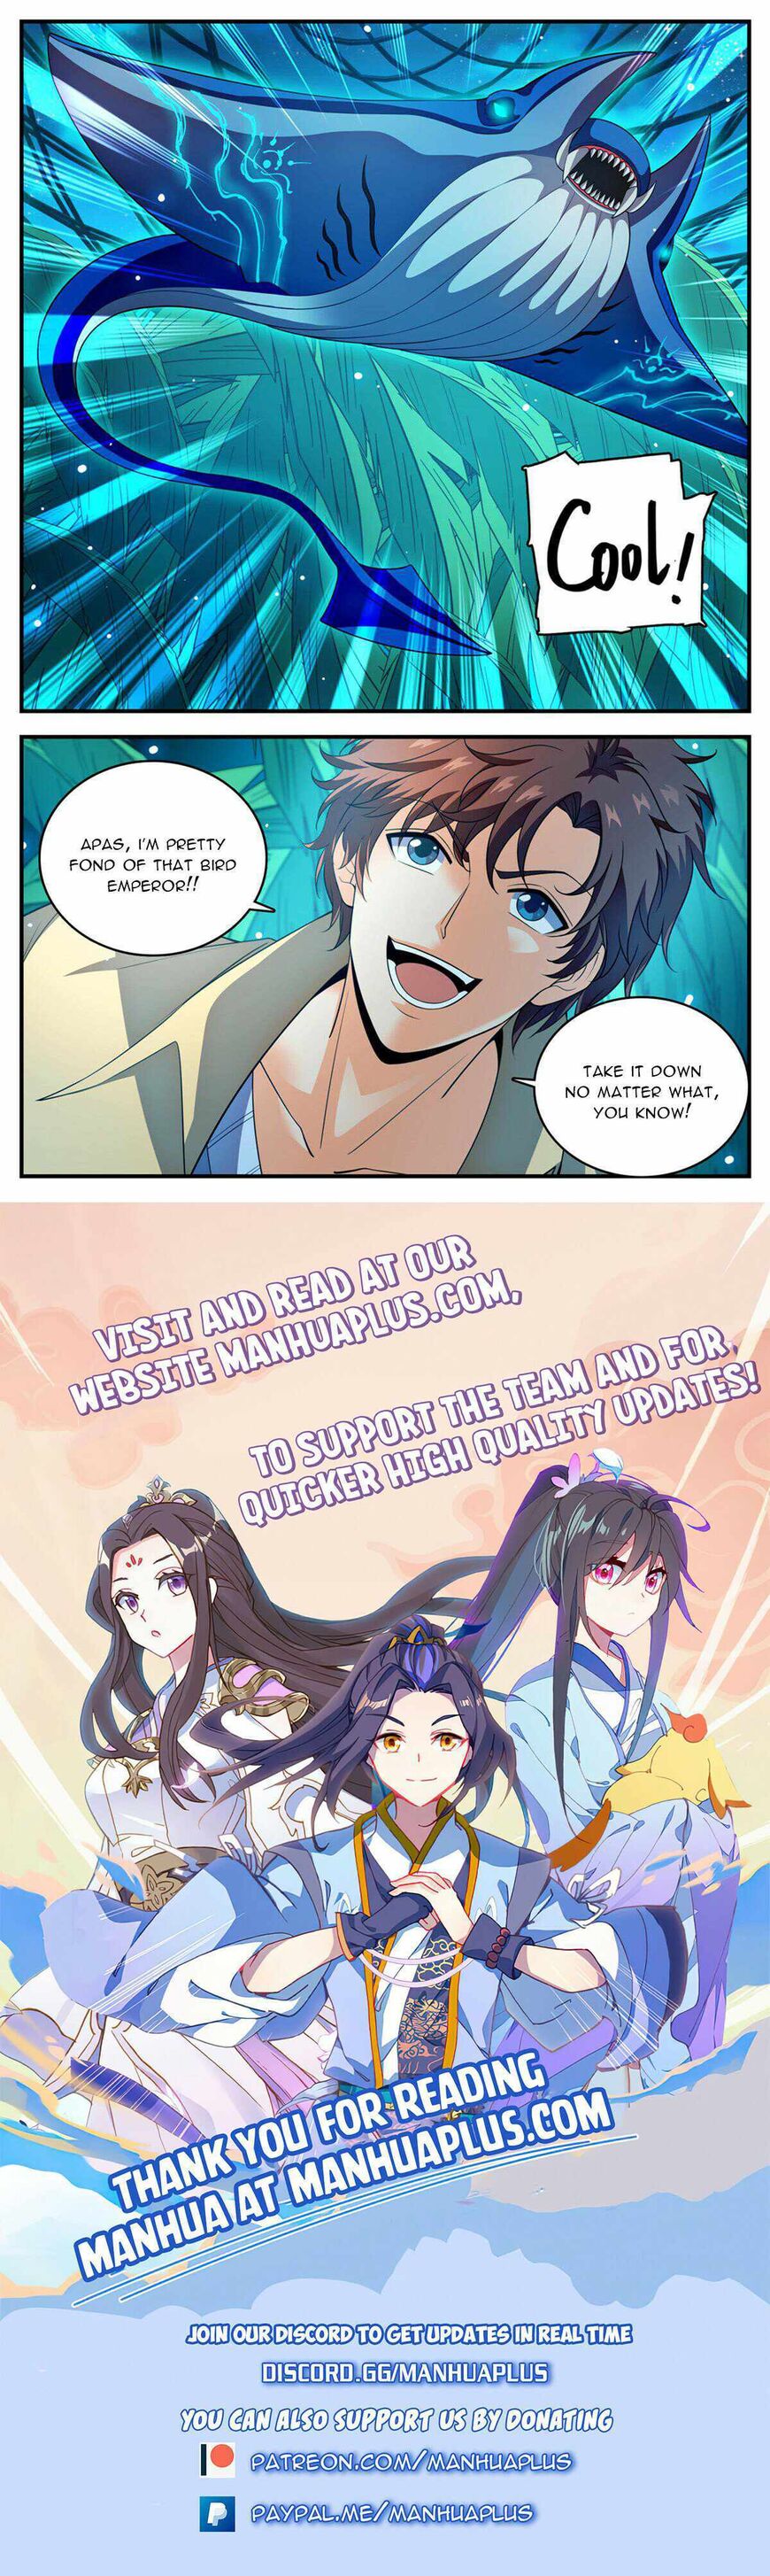 Cool!
APAS, I'M PRETTY
FOND OF THAT BIRD
EMPEROR!!
TAKE IT DOWN
NO MATTER WHAT,
YOU KNOW!
VISIT AND READ AT OUR
WEBSITE MANHUAPLUS.COM,
TO SUPPORT THE TEAM AND FOR
QUICKER HIGH QUALITY UPDATES!
THANK YOU FOR READING
MANHUA AT MANHUAPLUS.COM
JOIN OUR DISCORD TO GET UPDATES IN REAL TIME
DISCORD.GG/MANHUAPLUS
YOU CAN ALSO SUPPORT US BY DONATING
PATREON.COM/MANHUAPLUS
PAYPAL.ME/MANHUAPLUS